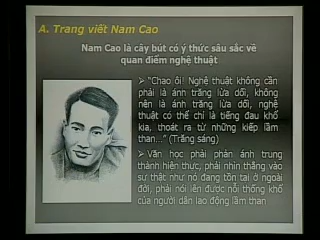 A. Trang viết Nam Cao
Nam Cao là cây bút có ý thức sâu sắc về
quan điểm nghệ thuật
➢ "Chao ôi! Nghệ thuật không cần
phải là ánh trăng lừa dối, không
nên là ánh trăng lừa dối, nghệ
thuật có thể chỉ là tiếng đau khổ
kia, thoát ra từ những kiếp lầm
than..." (Trăng sáng)
➢ Văn học phải phản ánh trung
thành hiện thực, phải nhìn thẳng vào
sự thật như nó đang tồn tại ở ngoài
đời, phải nói lên được nỗi thống khổ
của người dân lao động lầm than